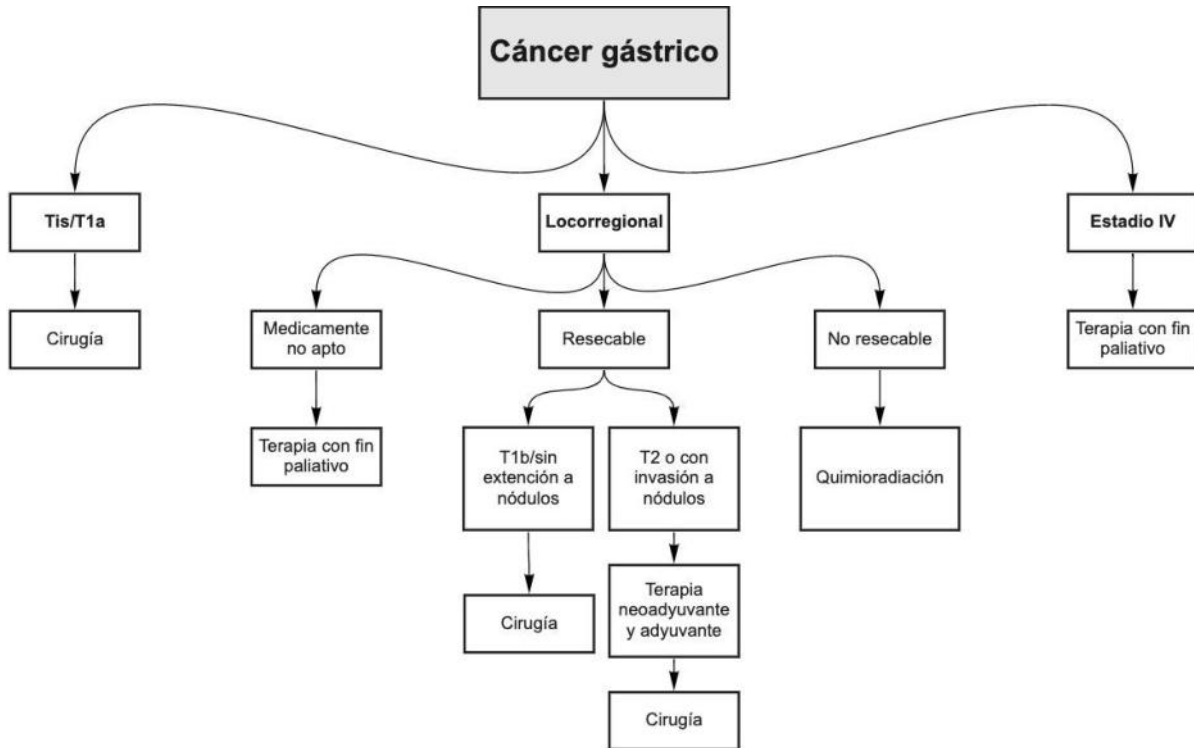 Cáncer gástrico
Tis/T1a
Locorregional
Estadio IV
Cirugía
Medicamente
no apto
Resecable
No resecable
Terapia con fin
paliativo
Terapia con fin
paliativo
T1b/sin
extención a
nódulos
T2 o con
invasión a
nódulos
Quimioradiación
Cirugía
Terapia
neoadyuvante
y adyuvante
Cirugía